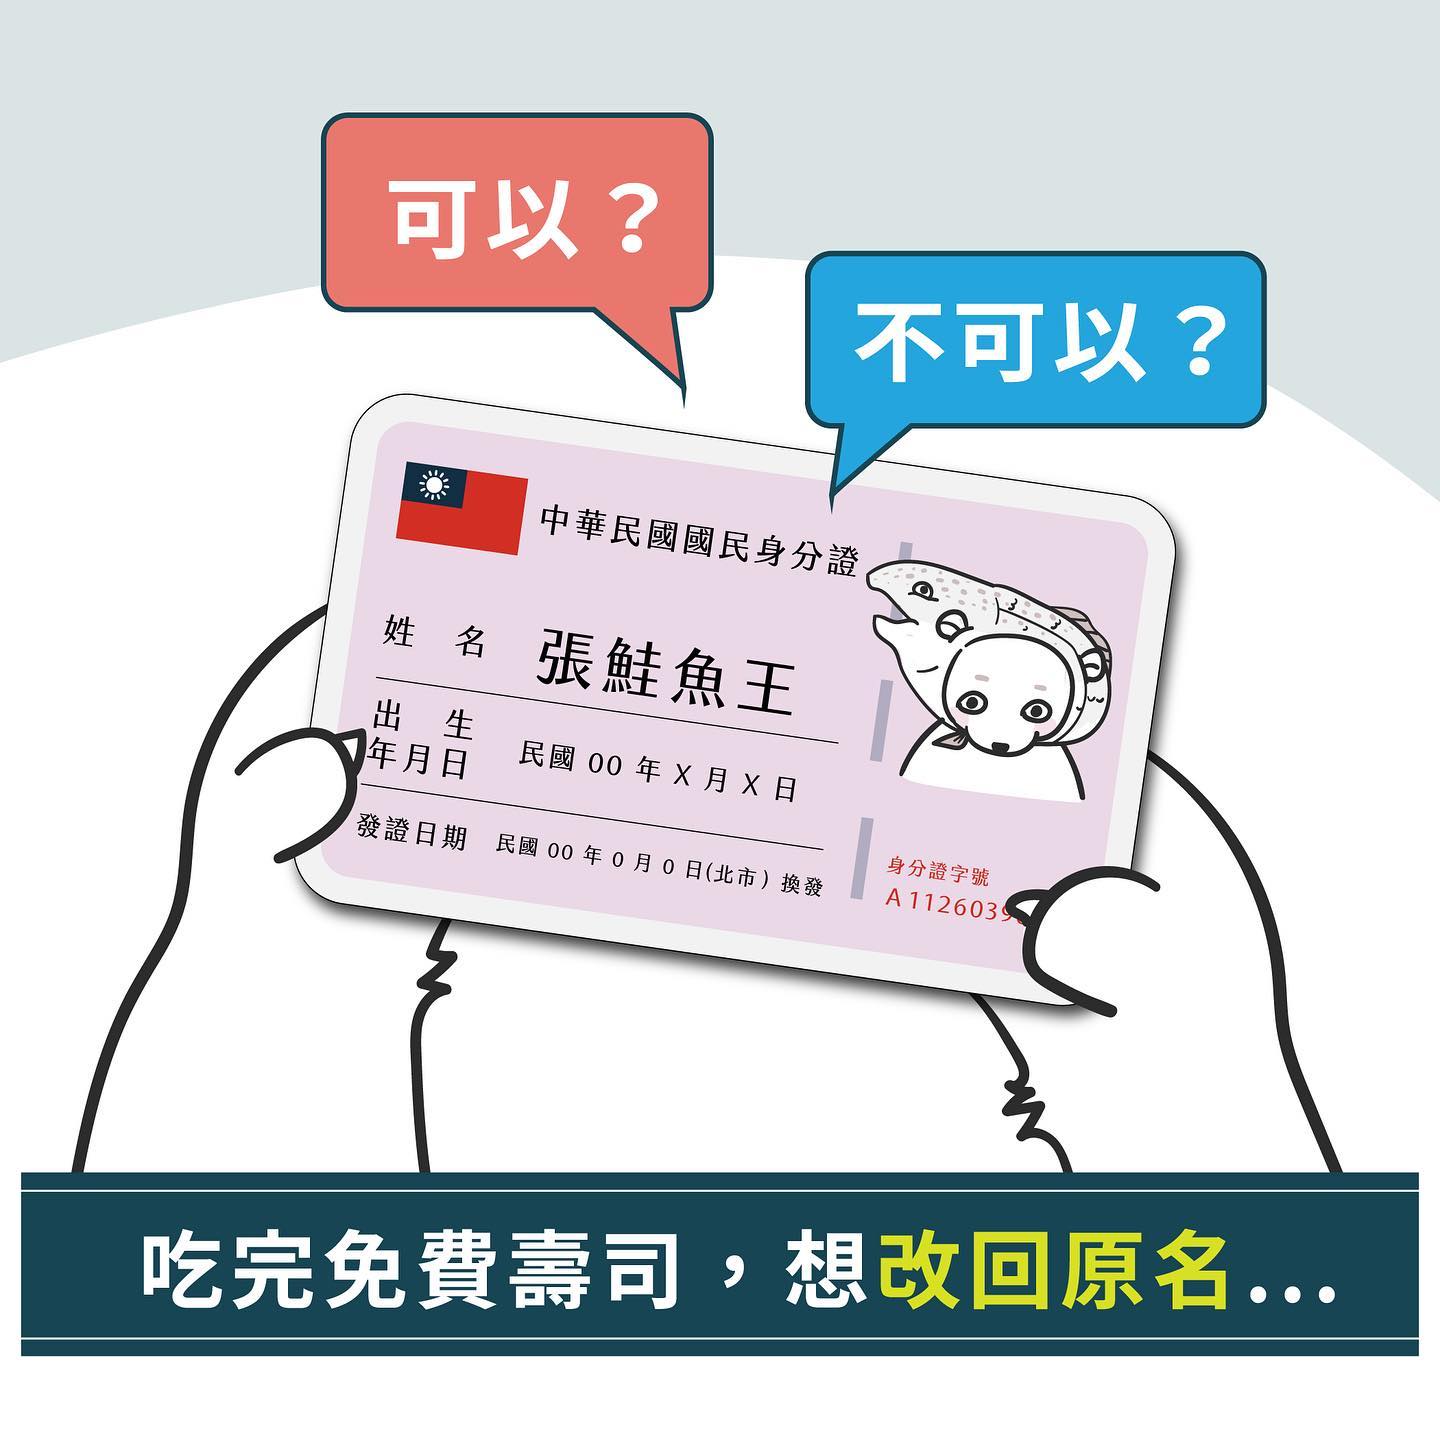 可以？
不可以？
中華民國國民身分證
姓 名 張鮭魚王
出 生
年月日 民國 00 年 X 月 X 日
發證日期 民國 00 年 0 月 0 日(北市) 換發
身分證字號
A 1126039
吃完免費壽司，想改回原名...